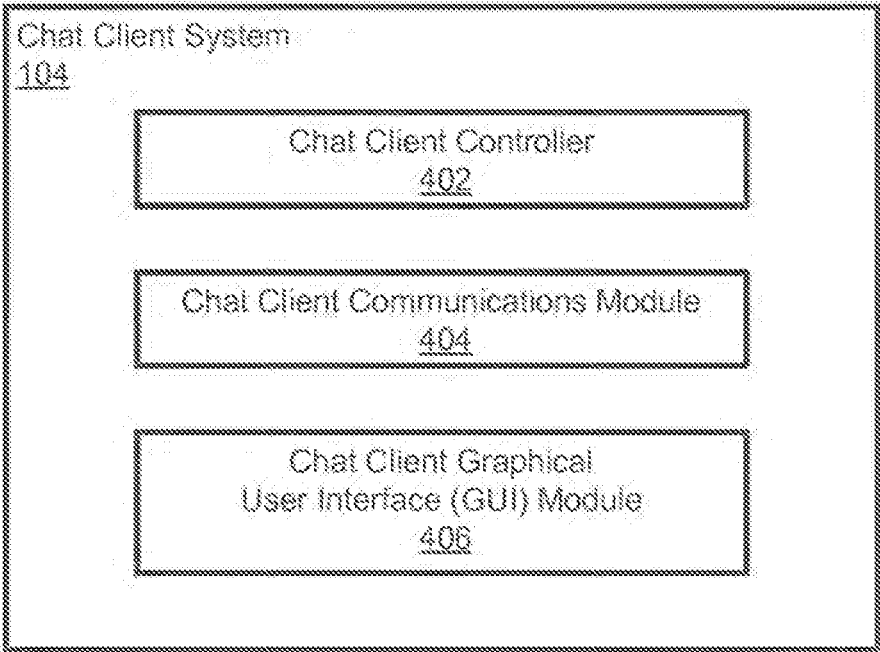 Chat Client System
104
Chat Client Controller
402
Chat Client Communications Module
404
Chat Client Graphical
User Interface (GUI) Module
406